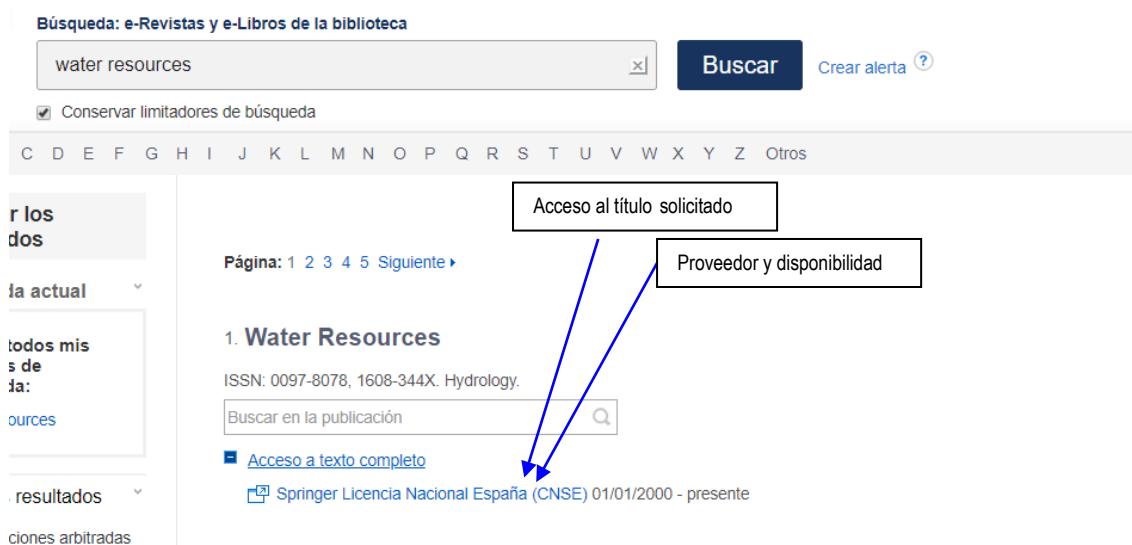 Búsqueda: e-Revistas y e-Libros de la biblioteca
water resources
Buscar
Crear alerta ?
Conservar limitadores de búsqueda
C D E F G H I J K L M N O P Q R S T U V W X Y Z Otros
r los
dos
Acceso al título solicitado
Proveedor y disponibilidad
Página: 1 2 3 4 5 Siguiente
da actual
todos mis
s de
da:
ources
1. Water Resources
ISSN: 0097-8078, 1608-344X. Hydrology.
Buscar en la publicación
Acceso a texto completo
Springer Licencia Nacional España (CNSE) 01/01/2000 - presente
resultados
ciones arbitradas